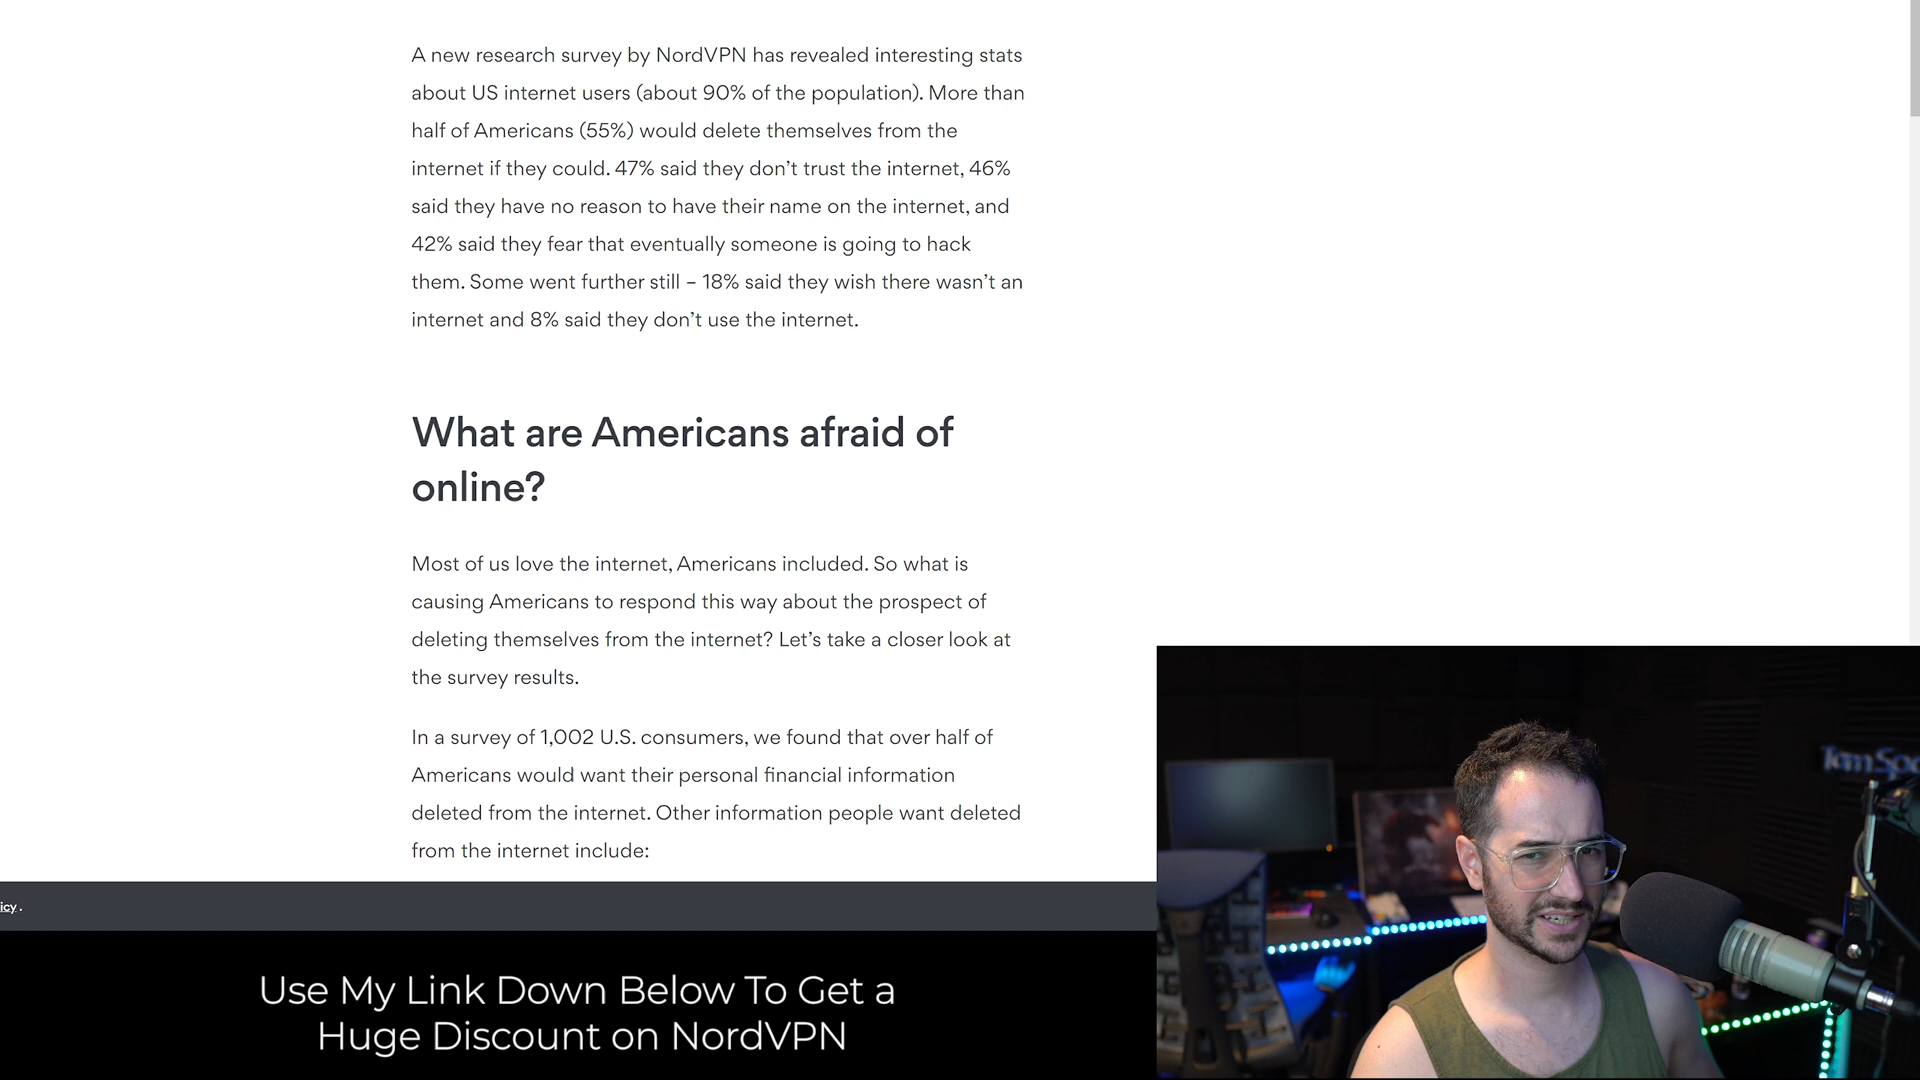 A new research survey by NordVPN has revealed interesting stats
about US internet users (about 90% of the population). More than
half of Americans (55%) would delete themselves from the
internet if they could. 47% said they don’t trust the internet, 46%
said they have no reason to have their name on the internet, and
42% said they fear that eventually someone is going to hack
them. Some went further still – 18% said they wish there wasn’t an
internet and 8% said they don’t use the internet.
What are Americans afraid of
online?
Most of us love the internet, Americans included. So what is
causing Americans to respond this way about the prospect of
deleting themselves from the internet? Let’s take a closer look at
the survey results.
In a survey of 1,002 U.S. consumers, we found that over half of
Americans would want their personal financial information
deleted from the internet. Other information people want deleted
from the internet include:
icy .
Use My Link Down Below To Get a
Huge Discount on NordVPN